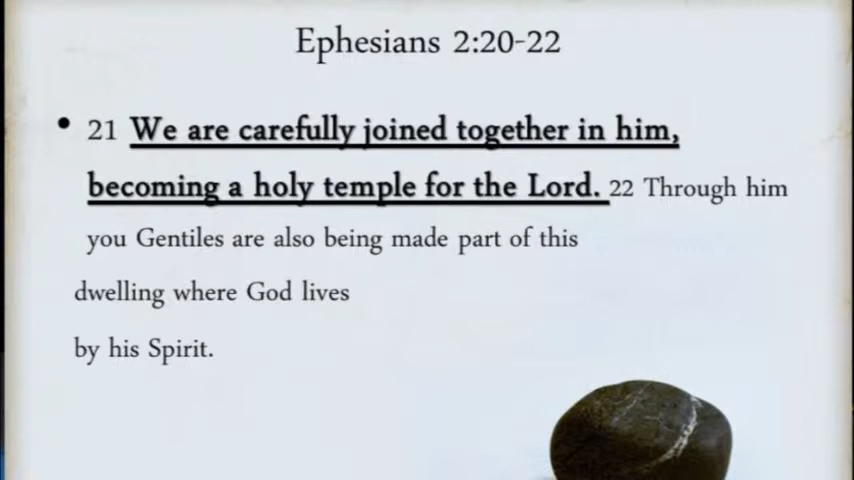 Ephesians 2:20-22
• 21 We are carefully joined together in him,
becoming a holy temple for the Lord. 22 Through him
you Gentiles are also being made part of this
dwelling where God lives
by his Spirit.